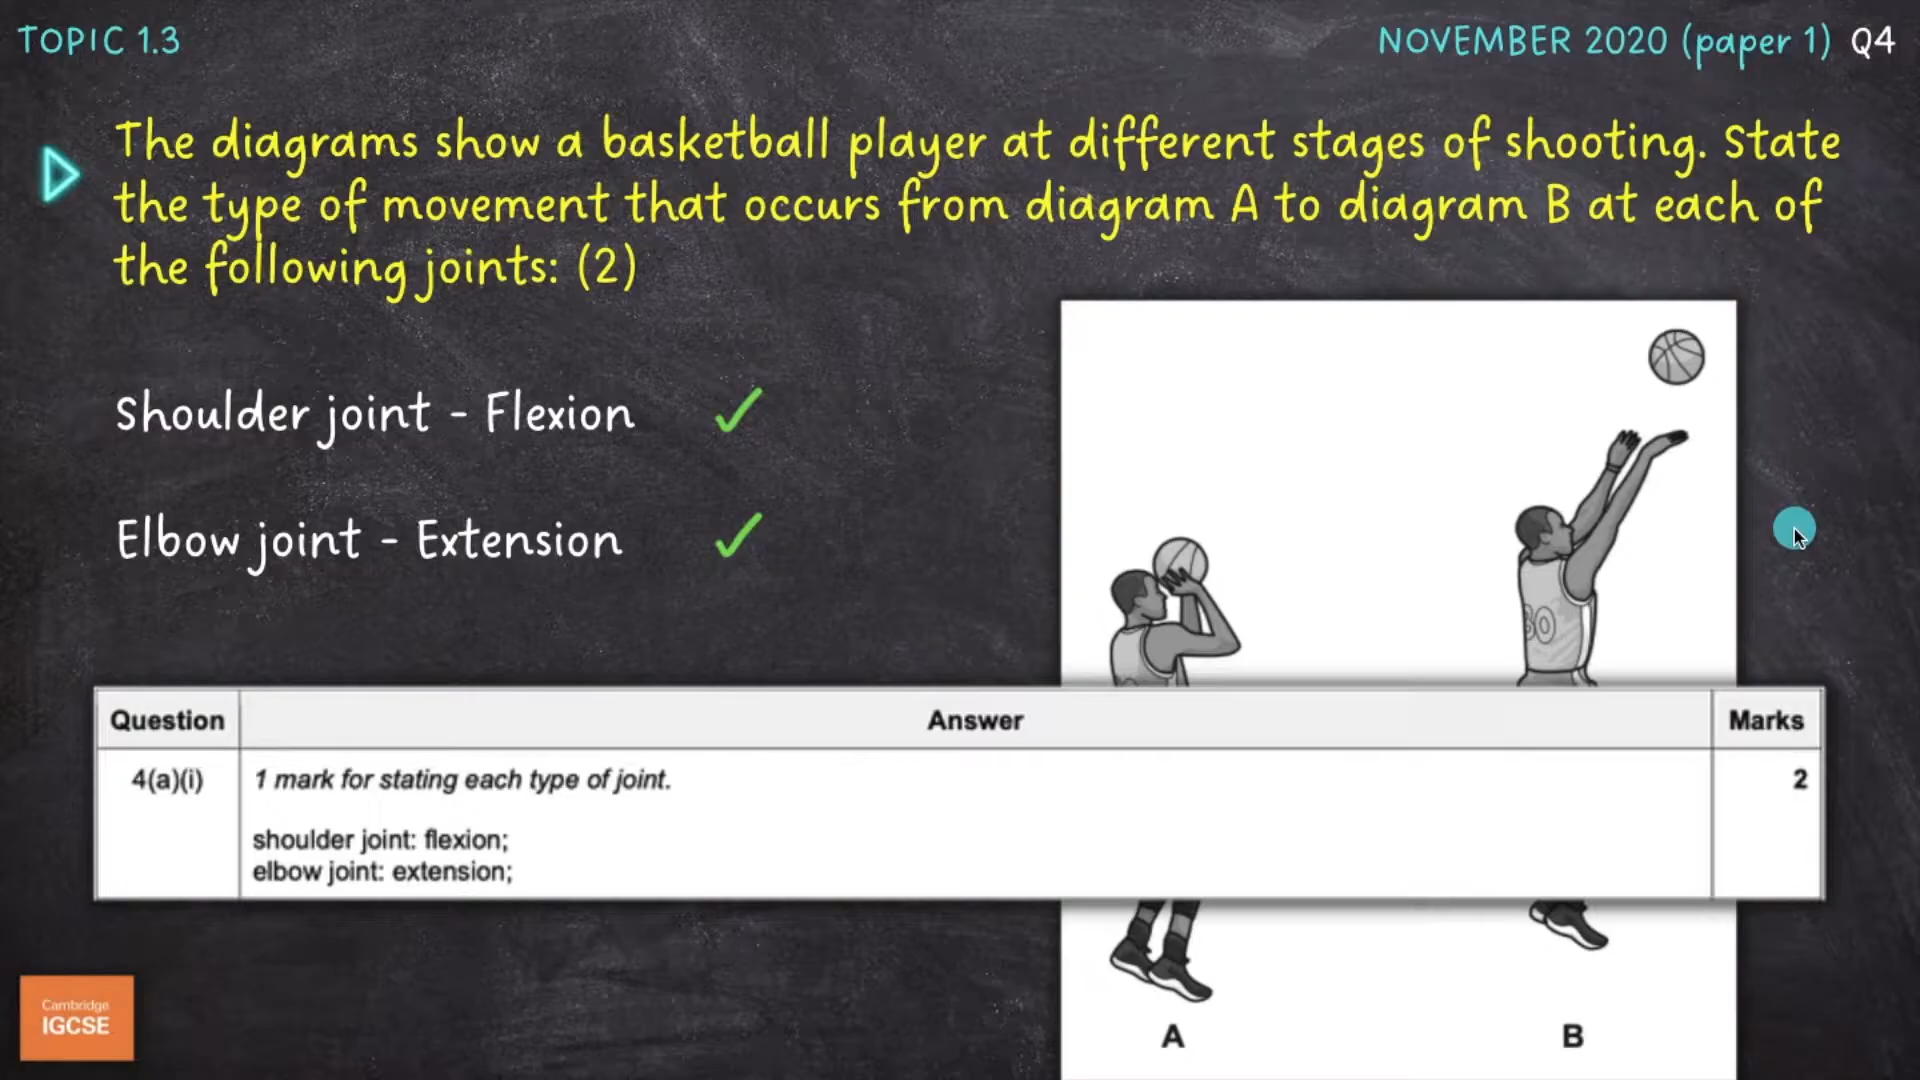 TOPIC 1.3
NOVEMBER 2020 (paper 1) Q4
The diagrams show a basketball player at different stages of shooting. State
the type of movement that occurs from diagram A to diagram B at each of
the following joints: (2)
Shoulder joint - Flexion
Elbow joint - Extension
Question Answer Marks
4(a)(i) 1 mark for stating each type of joint. 2
shoulder joint: flexion;
elbow joint: extension;
Cambridge
IGCSE
A B